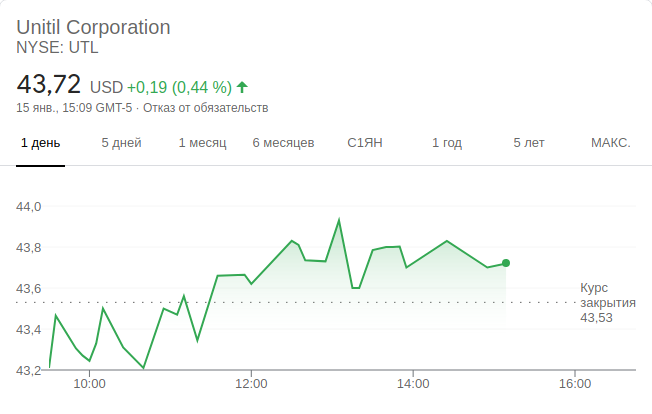 Unitil Corporation
NYSE: UTL
43,72 USD +0,19 (0,44 %)
15 янв., 15:09 GMT-5 · Отказ от обязательств
1 день 5 дней 1 месяц 6 месяцев С1ЯН 1 год 5 лет МАКС.
44,0
43,8
43,6
43,4
43,2
Курс
закрытия
43,53
10:00 12:00 14:00 16:00